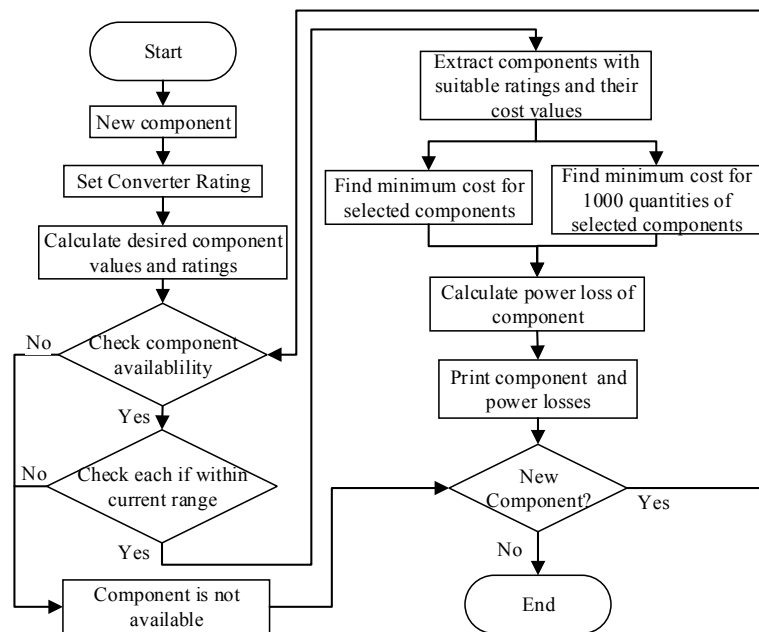 Start
New component
Set Converter Rating
Calculate desired component
values and ratings
No
Check component
availablility
Yes
No
Check each if within
current range
Yes
Component is not
available
Extract components with
suitable ratings and their
cost values
Find minimum cost for
selected components
Find minimum cost for
1000 quantities of
selected components
Calculate power loss of
component
Print component and
power losses
New
Component?
Yes
No
End